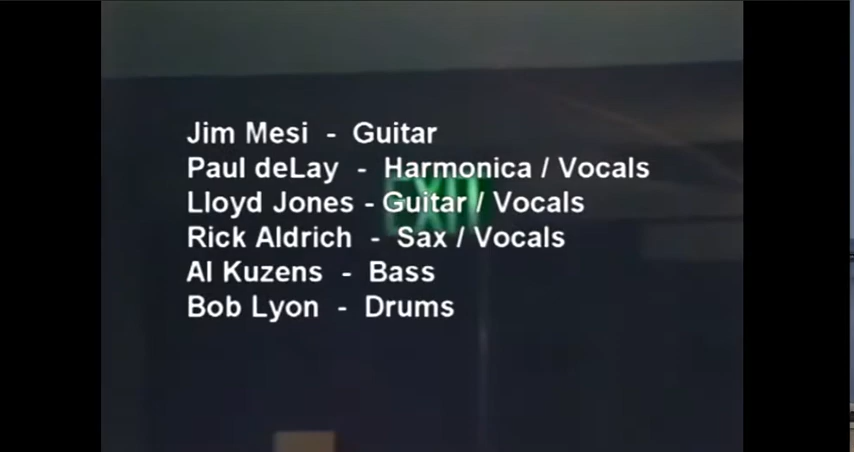 Jim Mesi - Guitar
Paul deLay - Harmonica / Vocals
Lloyd Jones - Guitar / Vocals
Rick Aldrich - Sax / Vocals
Al Kuzens - Bass
Bob Lyon - Drums
EXIT